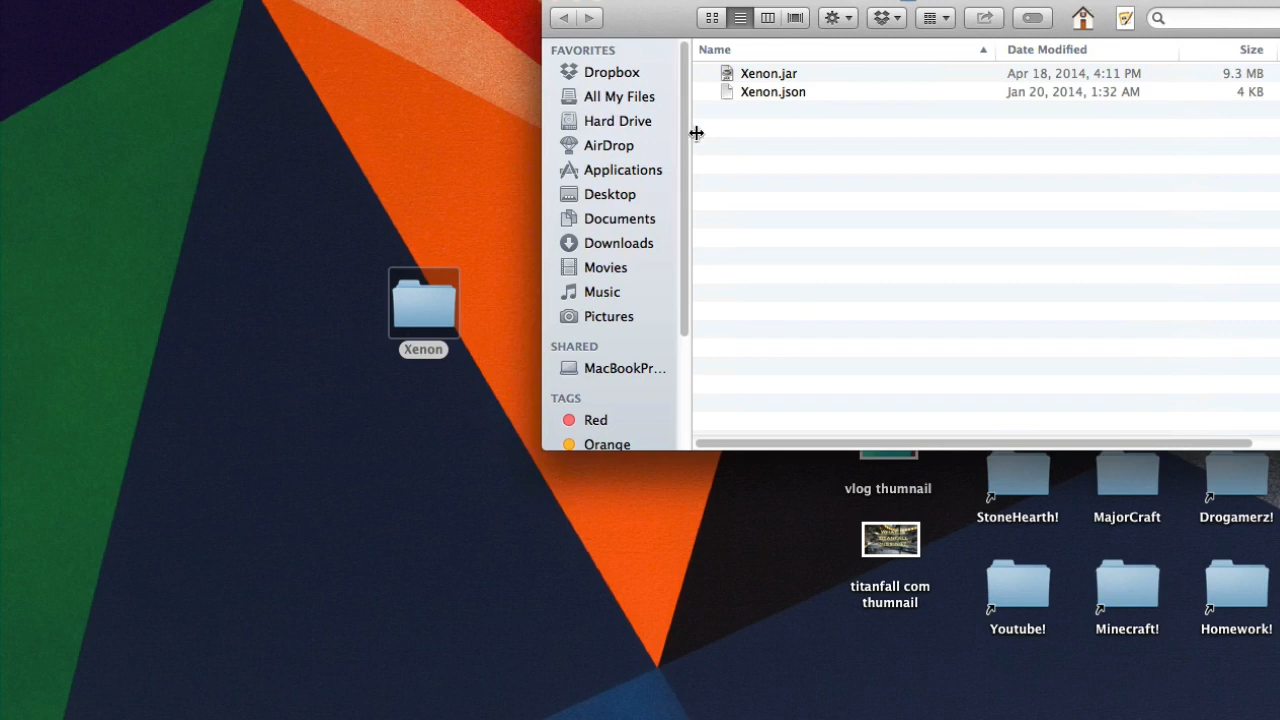 FAVORITES
Dropbox
All My Files
Hard Drive
AirDrop
Applications
Desktop
Documents
Downloads
Movies
Music
Pictures
SHARED
MacBookPr...
TAGS
Red
Orange
Name Date Modified Size
Xenon.jar Apr 18, 2014, 4:11 PM 9.3 MB
Xenon.json Jan 20, 2014, 1:32 AM 4 KB
Xenon
vlog thumnail
StoneHearth!
MajorCraft
Drogamerz!
titanfall com
thumnail
Youtube!
Minecraft!
Homework!